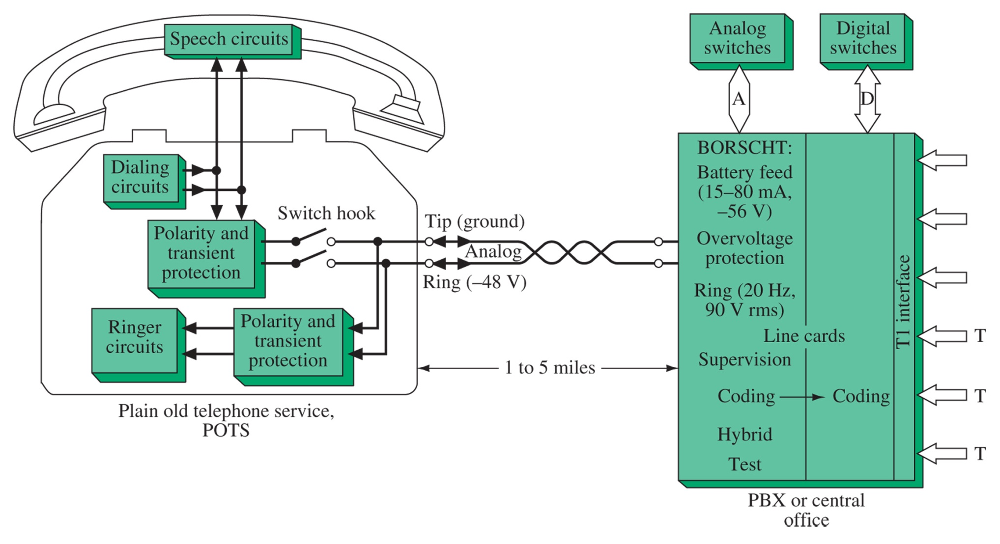 Speech circuits
Dialing
circuits
Switch hook
Polarity and
transient
protection
Ringer
circuits
Polarity and
transient
protection
Plain old telephone service,
POTS
Tip (ground)
Analog
Ring (–48 V)
1 to 5 miles
Analog
switches
Digital
switches
A
D
BORSCHT:
Battery feed
(15–80 mA,
–56 V)
Overvoltage
protection
Ring (20 Hz,
90 V rms)
Line cards
Supervision
Coding
Coding
Hybrid
Test
T1 interface
T
T
T
PBX or central
office